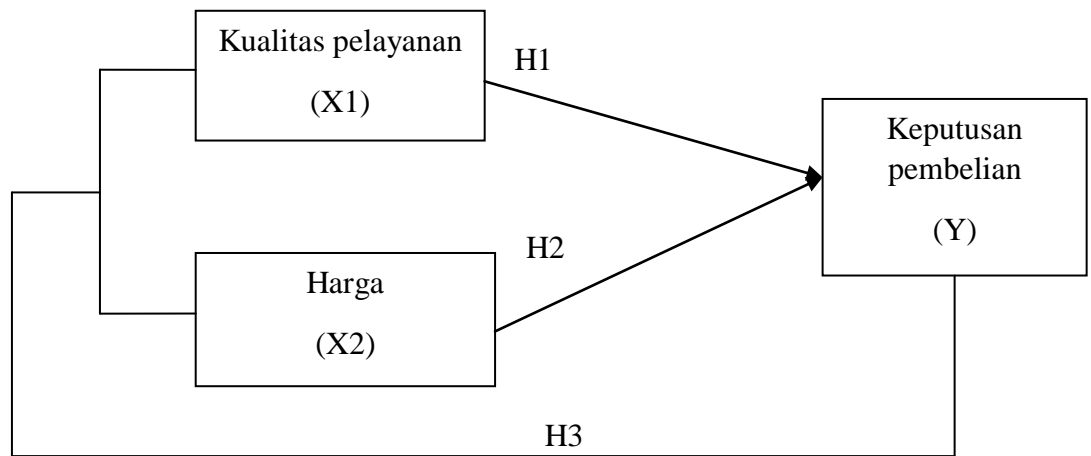 Kualitas pelayanan
(X1)
H1
Keputusan
pembelian
(Y)
H2
Harga
(X2)
H3